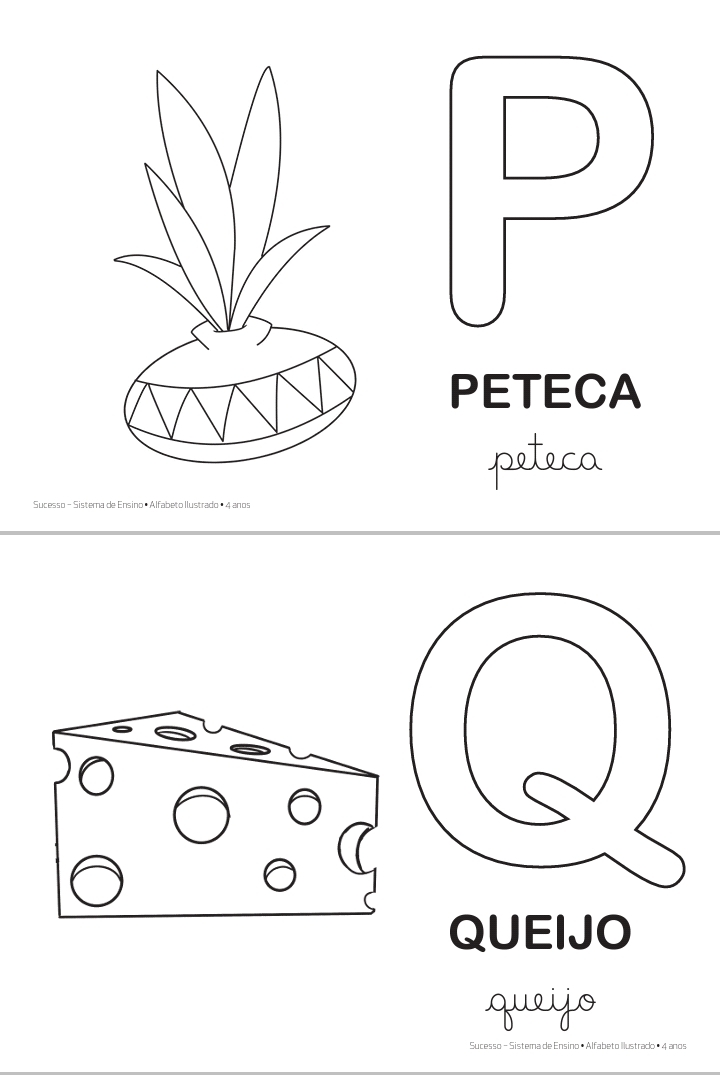 P
PETECA
peteca
Sucesso - Sistema de Ensino • Alfabeto Ilustrado • 4 anos
Q
QUEIJO
queijo
Sucesso - Sistema de Ensino • Alfabeto Ilustrado • 4 anos